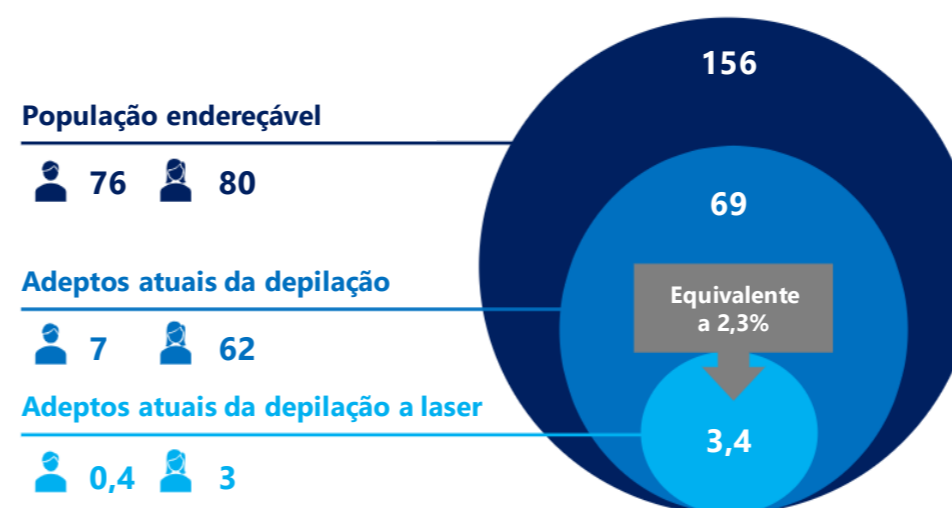 156
População endereçável
76 80
69
Adeptos atuais da depilação
Equivalente
a 2,3%
7 62
Adeptos atuais da depilação a laser
3,4
0,4 3